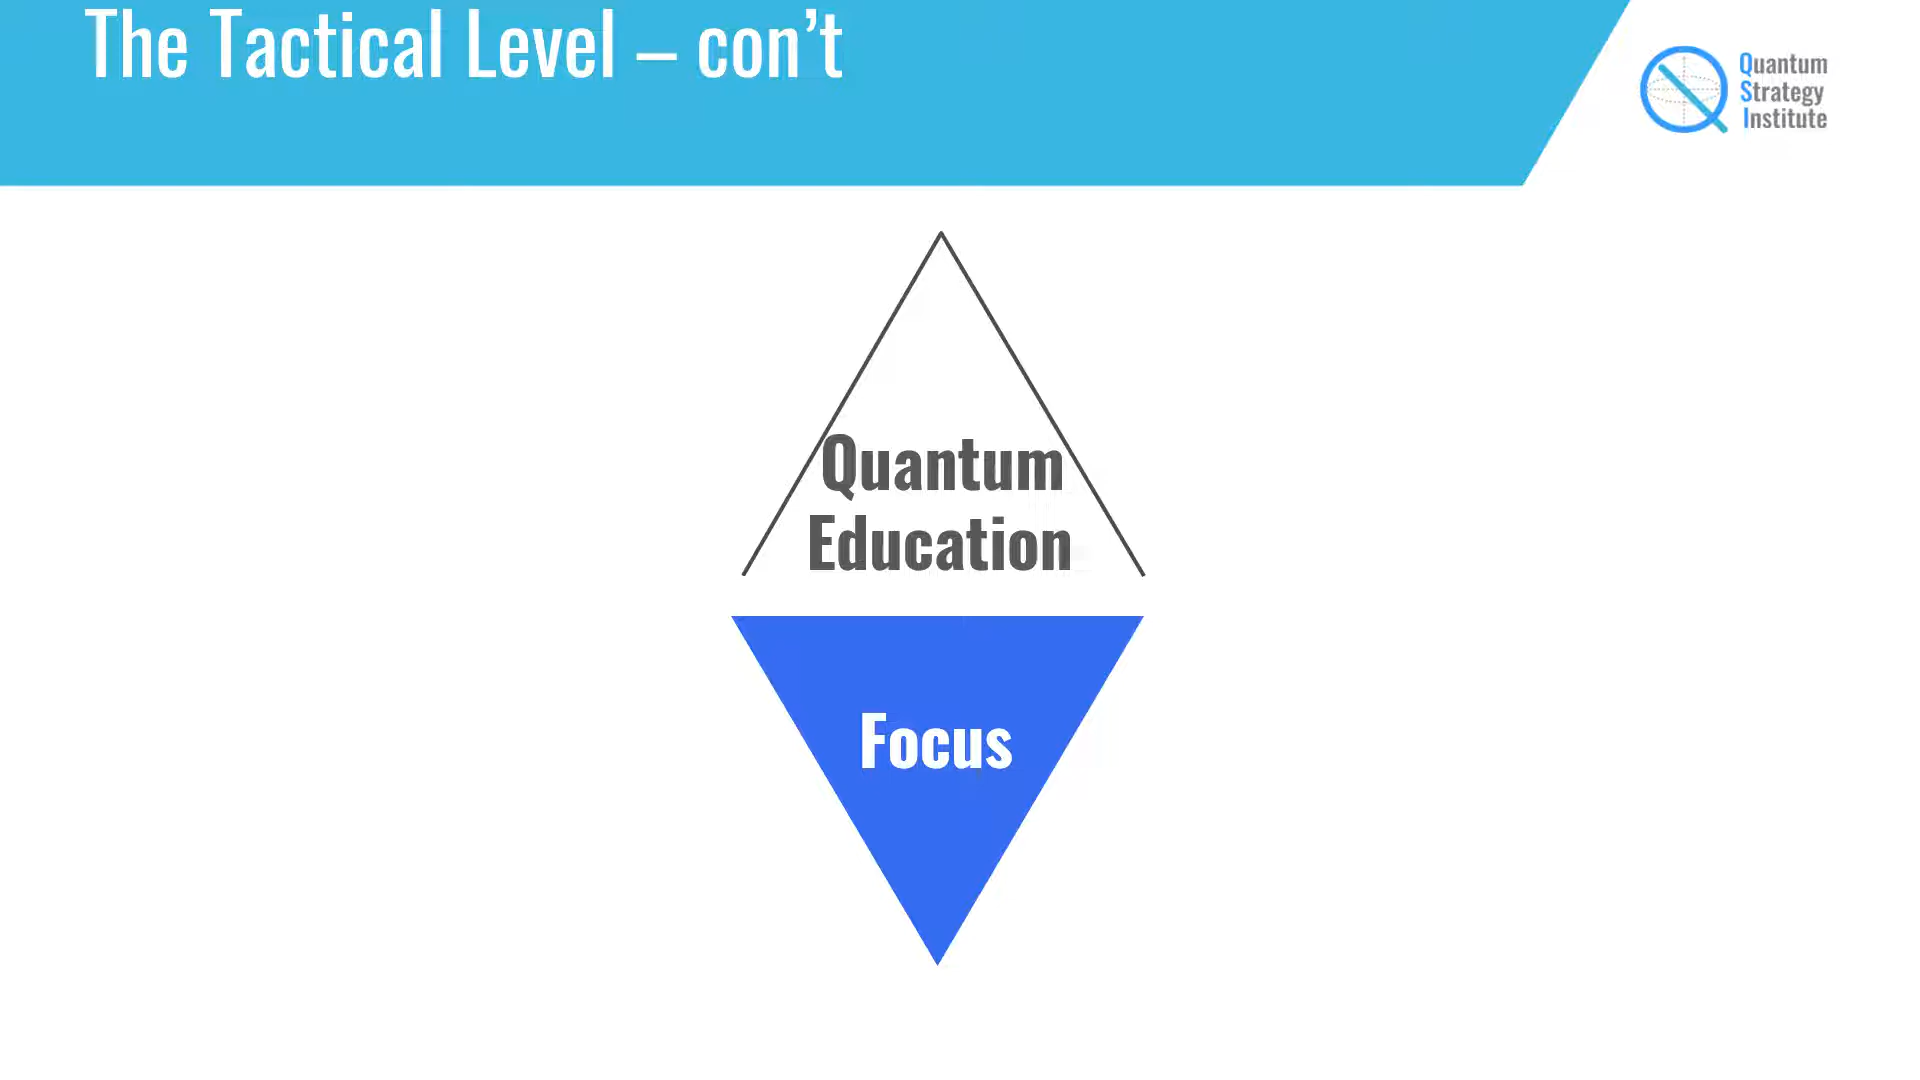 The Tactical Level – con’t
Quantum
Strategy
Institute
Quantum
Education
Focus